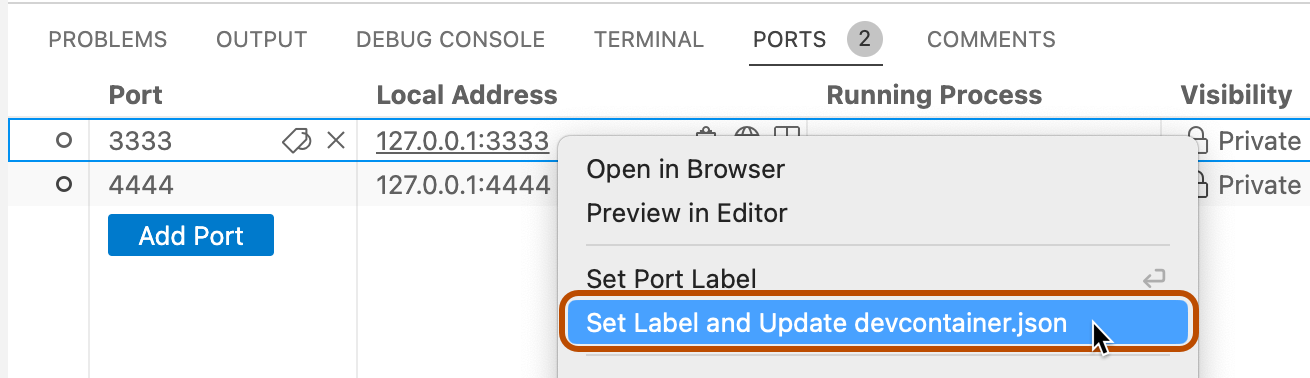 PROBLEMS OUTPUT DEBUG CONSOLE TERMINAL PORTS 2 COMMENTS
Port Local Address Running Process Visibility
3333 127.0.0.1:3333 Private
4444 127.0.0.1:4444 Private
Add Port
Open in Browser
Preview in Editor
Set Port Label
Set Label and Update devcontainer.json